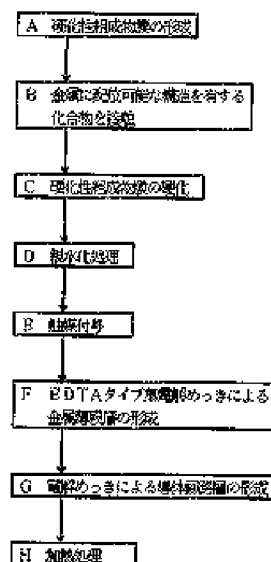 A 硬化性組成物膜の形成
B 金属に配位可能な構造を有する
化合物を接触
C 硬化性組成物膜の硬化
D 親水化処理
E 触媒付与
F EDTAタイプ無電解めっきによる
金属薄膜層の形成
G 電解めっきによる導体回路層の形成
H 加熱処理